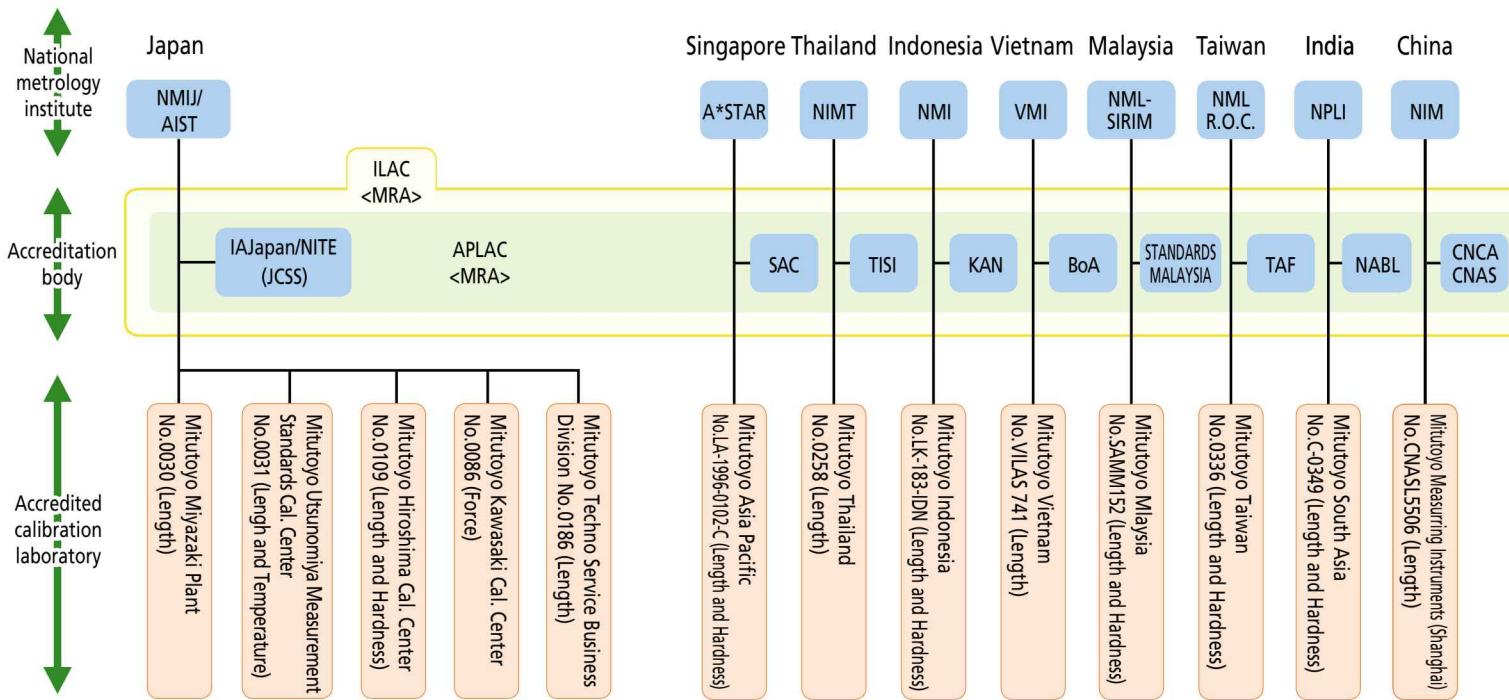 National
metrology
institute
Japan
Singapore
Thailand
Indonesia
Vietnam
Malaysia
Taiwan
India
China
NMIJ/
AIST
A*STAR
NIMT
NMI
VMI
NML-
SIRIM
NML
R.O.C.
NPLI
NIM
ILAC
<MRA>
Accreditation
body
IAJapan/NITE
(JCSS)
APLAC
<MRA>
SAC
TISI
KAN
BoA
STANDARDS
MALAYSIA
TAF
NABL
CNCA
CNAS
Accredited
calibration
laboratory
Mitutoyo Miyazaki Plant
No.0030 (Length)
Mitutoyo Utsunomiya Measurement
Standards Cal. Center
No.0031 (Lengh and Temperature)
Mitutoyo Hiroshima Cal. Center
No.0109 (Length and Hardness)
Mitutoyo Kawasaki Cal. Center
No.0086 (Force)
Mitutoyo Techno Service Business
Division No.0186 (Length)
Mitutoyo Asia Pacific
No.LA-1996-0102-C (Length and Hardness)
Mitutoyo Thailand
No.0258 (Length)
Mitutoyo Indonesia
No.LK-183-IDN (Length and Hardness)
Mitutoyo Vietnam
No.VILAS 741 (Length)
Mitutoyo Mlaysia
No.SAMM152 (Length and Hardness)
Mitutoyo Taiwan
No.0336 (Length and Hardness)
Mitutoyo South Asia
No.C-0349 (Length and Hardness)
Mitutoyo Measurring Instruments (Shanghai)
No.CNASL5506 (Length)